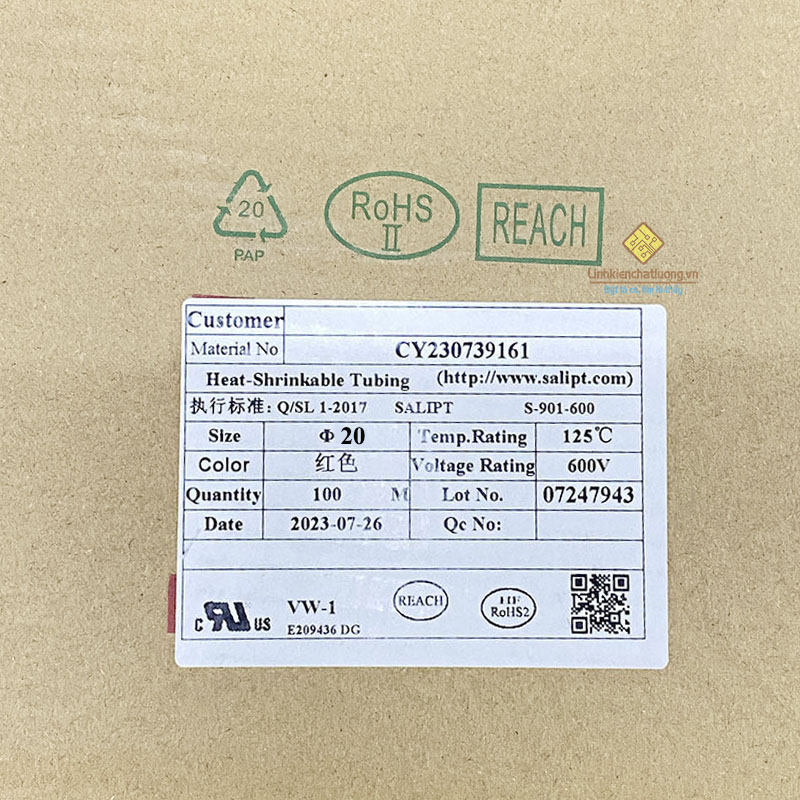 20
PAP
RoHS
II
REACH
Linhkienchatluong.vn
Customer
Material No CY230739161
Heat-Shrinkable Tubing (http://www.salipt.com)
执行标准: Q/SL 1-2017 SALIPT S-901-600
Size Φ 20 Temp.Rating 125℃
Color 红色 Voltage Rating 600V
Quantity 100 M Lot No. 07247943
Date 2023-07-26 Qc No:
C RU US VW-1 REACH HF
E209436 DG RoHS2